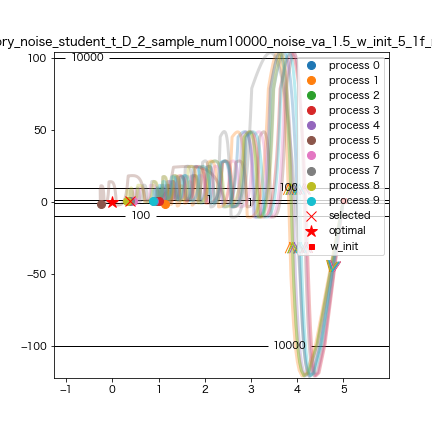 ory_noise_student_t_D_2_sample_num10000_noise_va_1.5_w_init_5_1f_
100
50
0
−50
−100
−1
0
1
2
3
4
5
10000
100
1
1
100
10000
process 0
process 1
process 2
process 3
process 4
process 5
process 6
process 7
process 8
process 9
selected
optimal
w_init